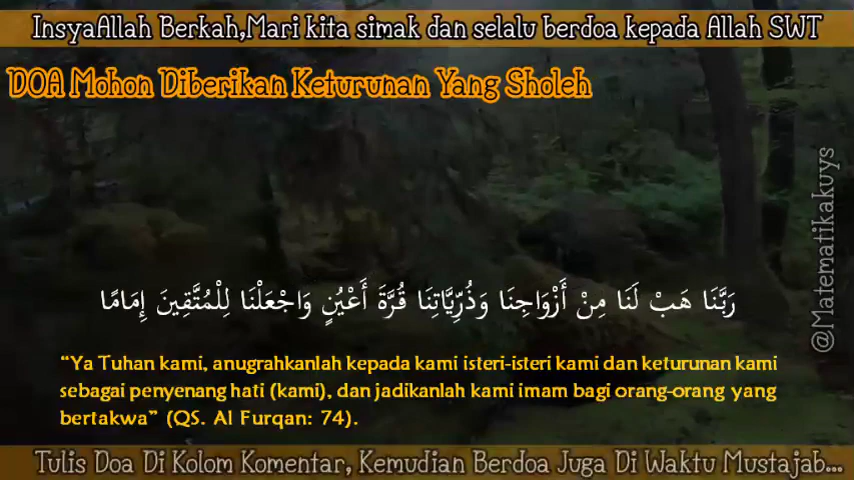 InsyaAllah Berkah,Mari kita simak dan selalu berdoa kepada Allah SWT
DOA Mohon Diberikan Keturunan Yang Sholeh
@Matematikakuys
رَبَّنَا هَبْ لَنَا مِنْ أَزْوَاجِنَا وَذُرِّيَّاتِنَا قُرَّةَ أَعْيُنٍ وَاجْعَلْنَا لِلْمُتَّقِينَ إِمَامًا
“Ya Tuhan kami, anugrahkanlah kepada kami isteri-isteri kami dan keturunan kami
sebagai penyenang hati (kami), dan jadikanlah kami imam bagi orang-orang yang
bertakwa” (QS. Al Furqan: 74).
Tulis Doa Di Kolom Komentar, Kemudian Berdoa Juga Di Waktu Mustajab...